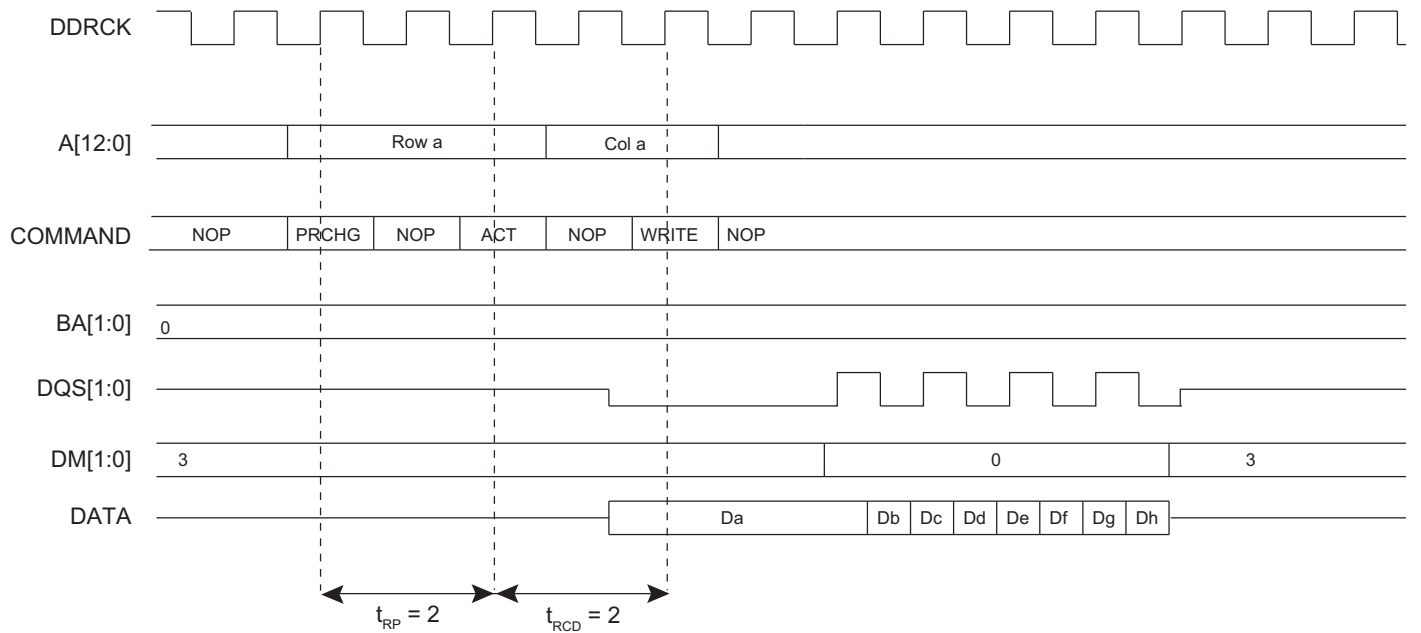 DDRCK
A[12:0] Row a Col a
COMMAND NOP PRCHG NOP ACT NOP WRITE NOP
BA[1:0] 0
DQS[1:0]
DM[1:0] 3 0 3
DATA Da Db Dc Dd De Df Dg Dh
tRP = 2 tRCD = 2